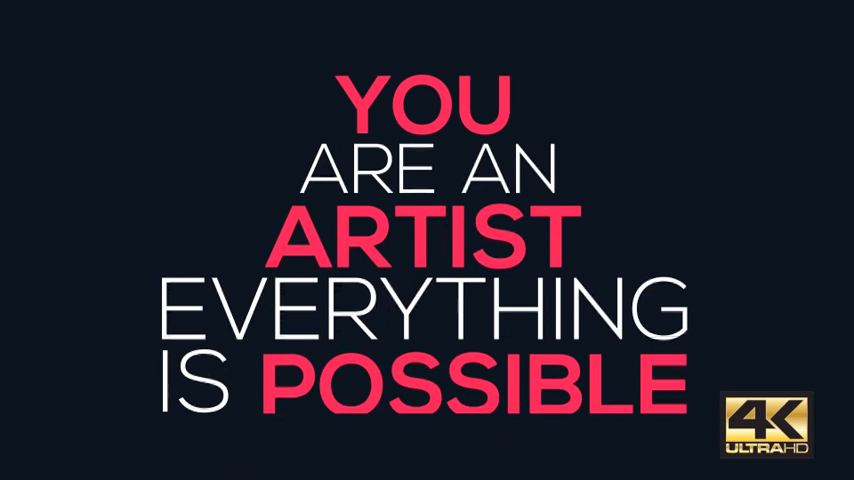 YOU
ARE AN
ARTIST
EVERYTHING
IS POSSIBLE
4K
ULTRAHD